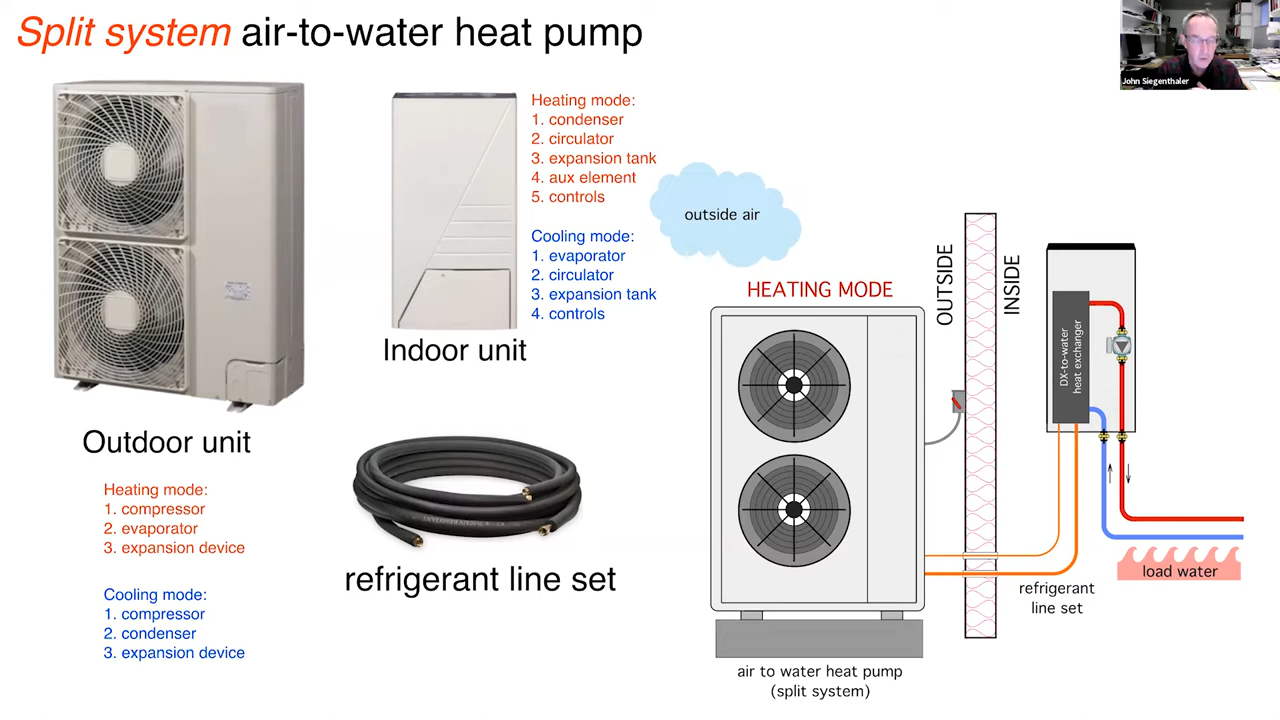 Split system air-to-water heat pump
John Siegenthaler
Heating mode:
1. condenser
2. circulator
3. expansion tank
4. aux element
5. controls
Cooling mode:
1. evaporator
2. circulator
3. expansion tank
4. controls
Indoor unit
Outdoor unit
Heating mode:
1. compressor
2. evaporator
3. expansion device
Cooling mode:
1. compressor
2. condenser
3. expansion device
refrigerant line set
outside air
HEATING MODE
OUTSIDE
INSIDE
DX-to-water
heat exchanger
load water
refrigerant
line set
air to water heat pump
(split system)